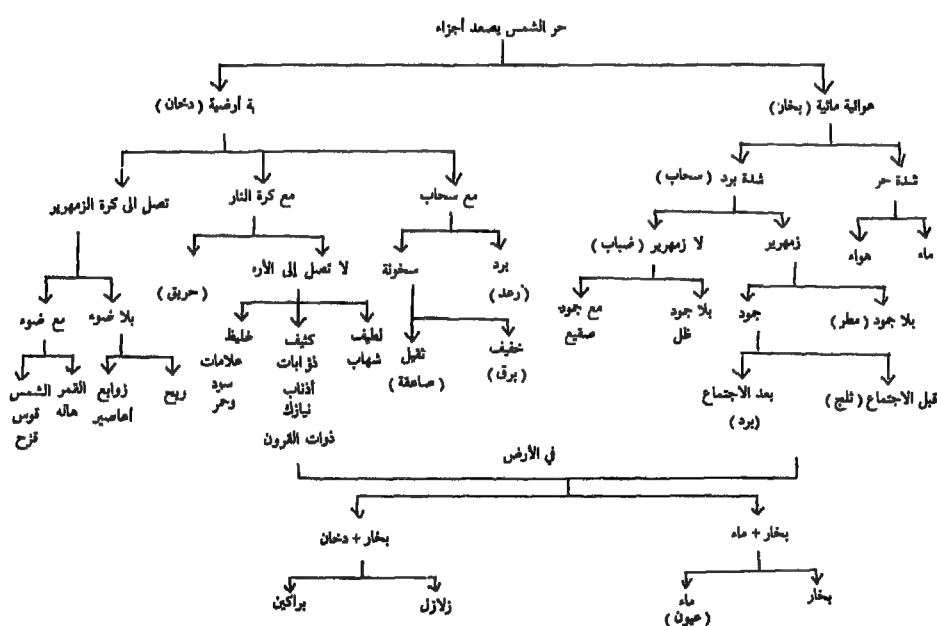 حر الشمس يصعد أجزاء
هوائية مائية (بخار)
ية أرضية (دخان)
شدة حر
شدة برد (سحاب)
مع سحاب
مع كرة النار
تصل الى كرة الزمهرير
ماء
هواء
زمهرير
لا زمهرير (ضباب)
برد
(رعد)
سخونة
لا تصل إلى الأره
(حريق)
بلا ضوء
مع ضوء
بلا جمود (مطر)
جمود
بلا جمود
طل
مع جمود
صقيع
خفيف
(برق)
ثقيل
(صاعقة)
لطيف
شهاب
كثيف
ذؤابات
أذناب
نيازك
ذوات القرون
غليظ
علامات
سود
وحمر
ريح
زوابع
أعاصير
القمر
هاله
الشمس
قوس
قزح
قبل الاجتماع (ثلج)
بعد الاجتماع
(برد)
في الأرض
بخار + ماء
بخار + دخان
بخار
ماء
(عيون)
زلازل
براكين